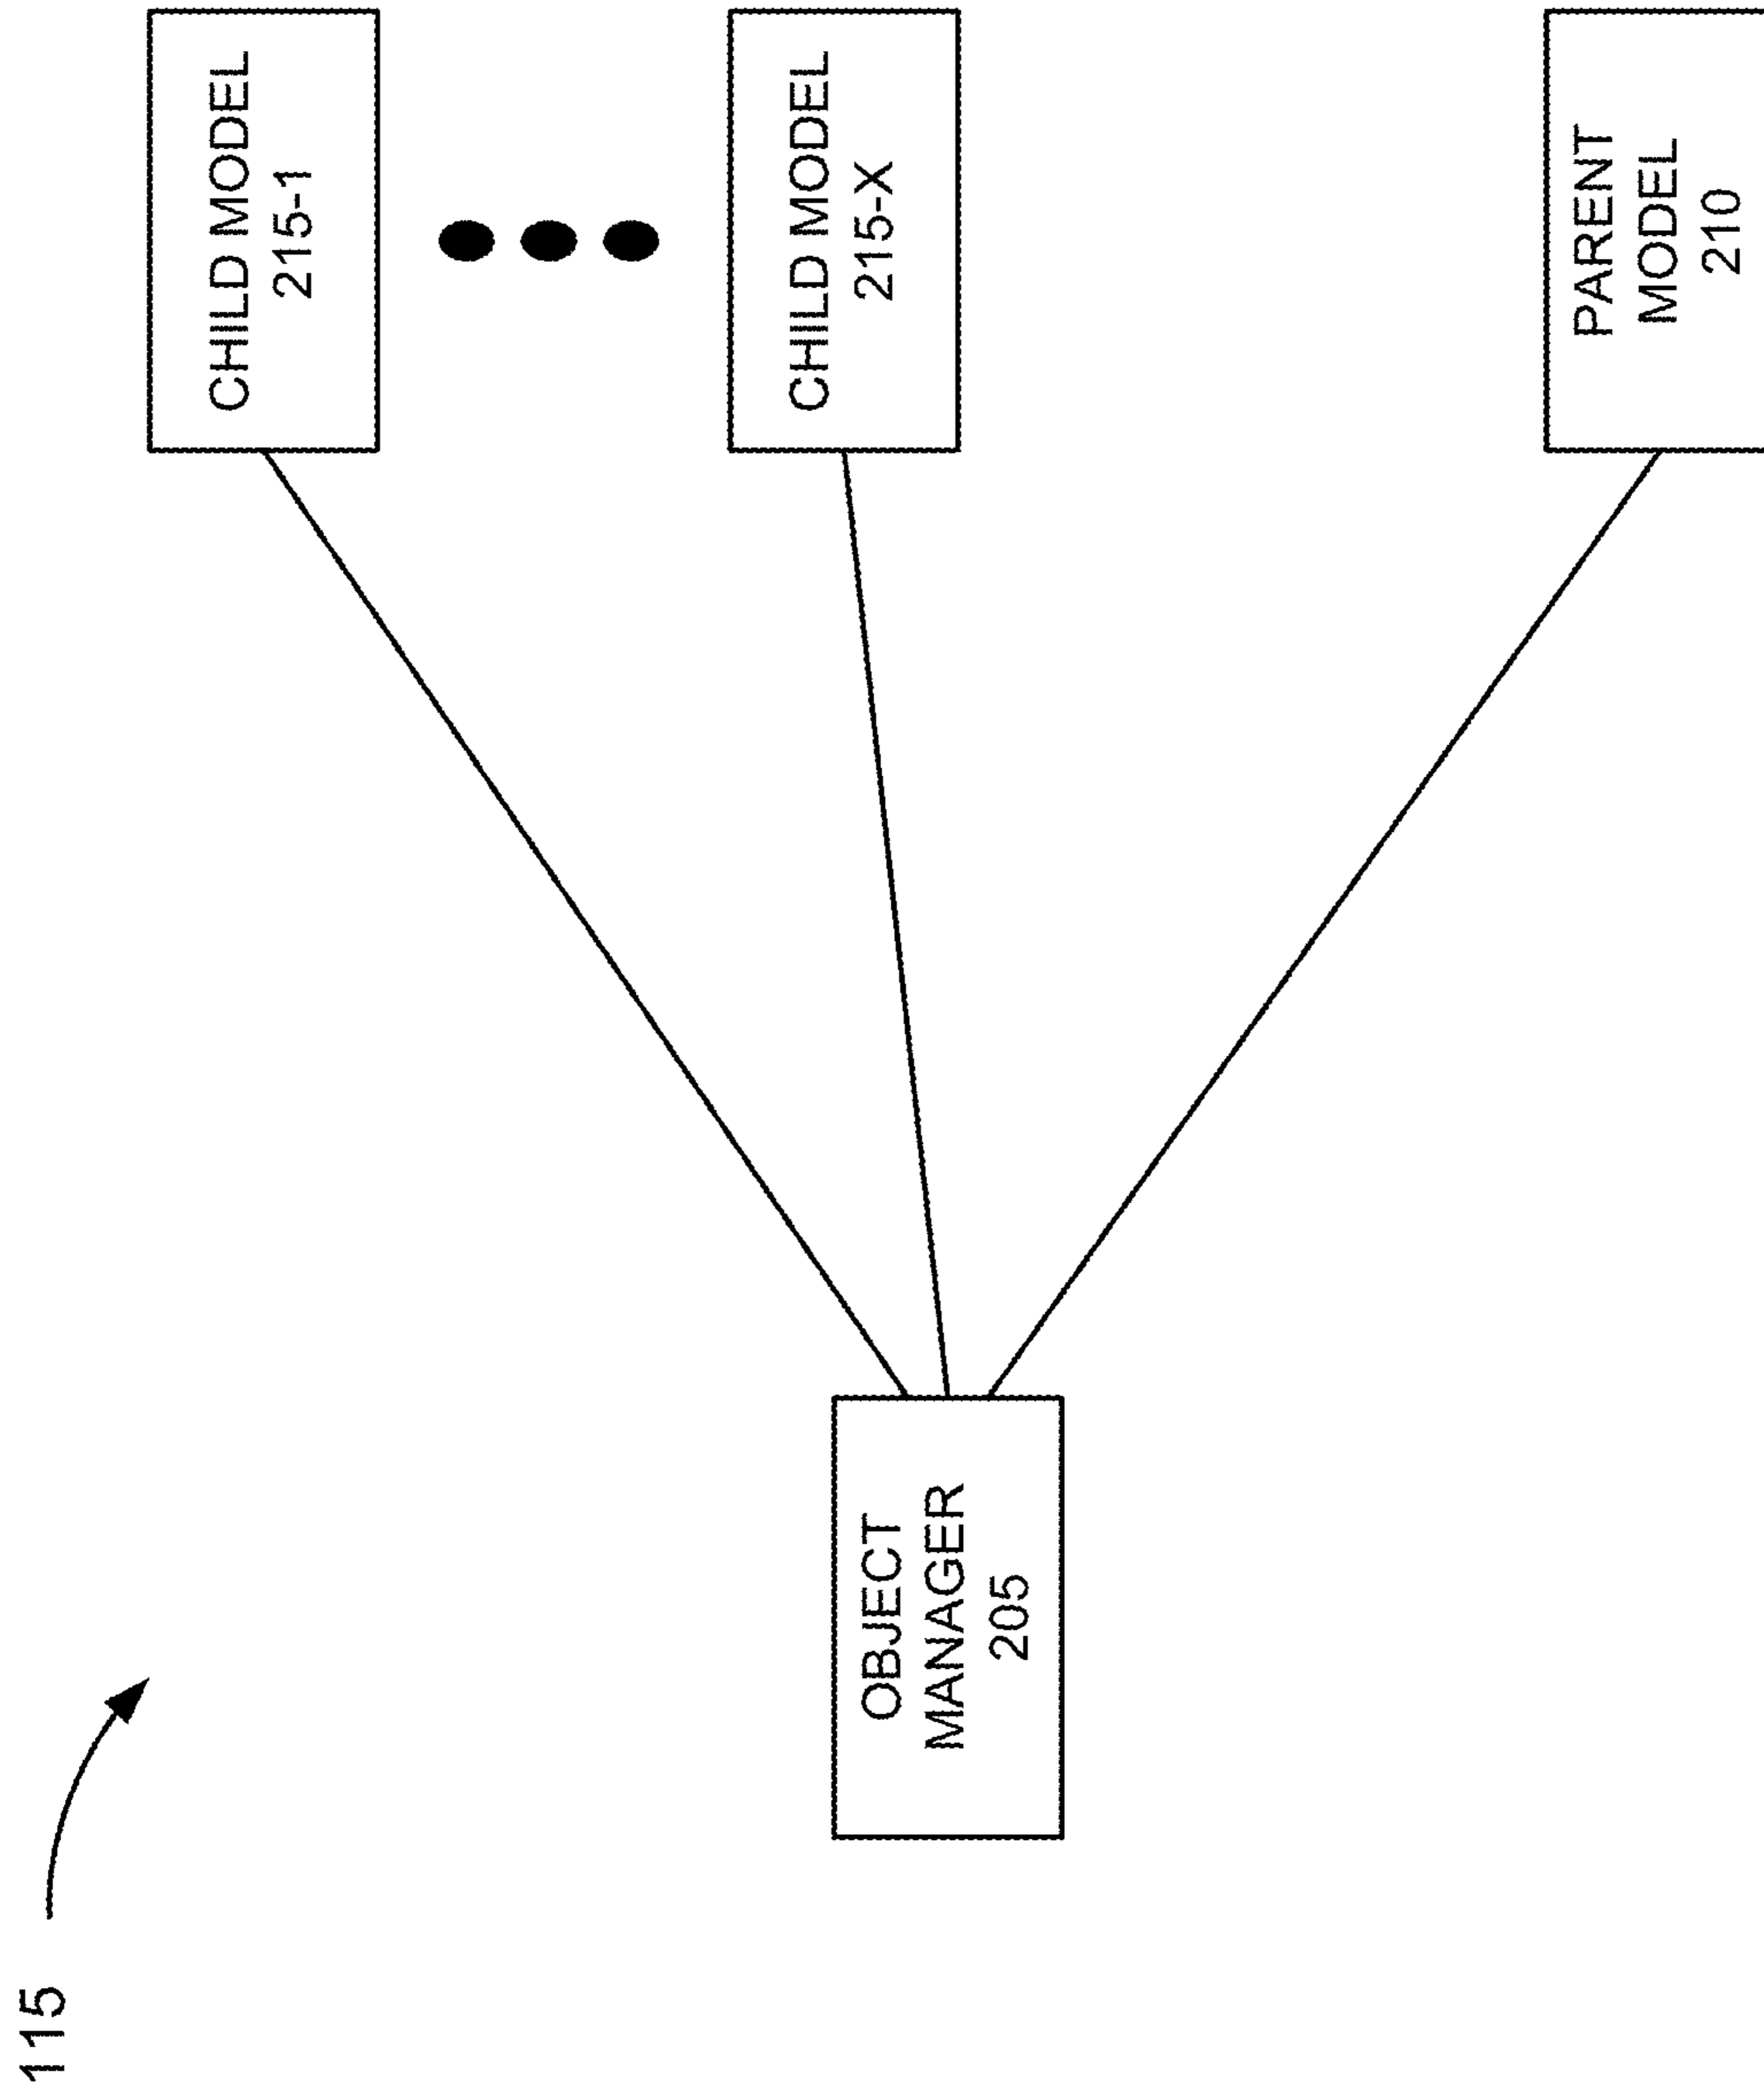 115
CHILD MODEL
215-1
CHILD MODEL
215-X
OBJECT
MANAGER
205
PARENT
MODEL
210